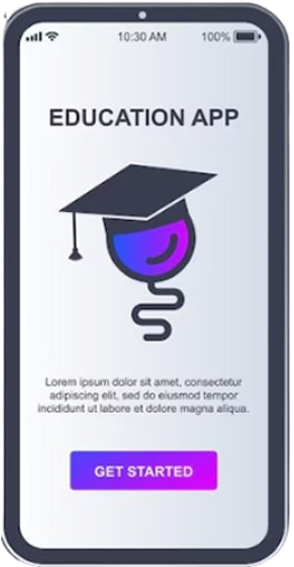 10:30 AM 100%
EDUCATION APP
Lorem ipsum dolor sit amet, consectetur
adipiscing elit, sed do eiusmod tempor
incididunt ut labore et dolore magna aliqua.
GET STARTED